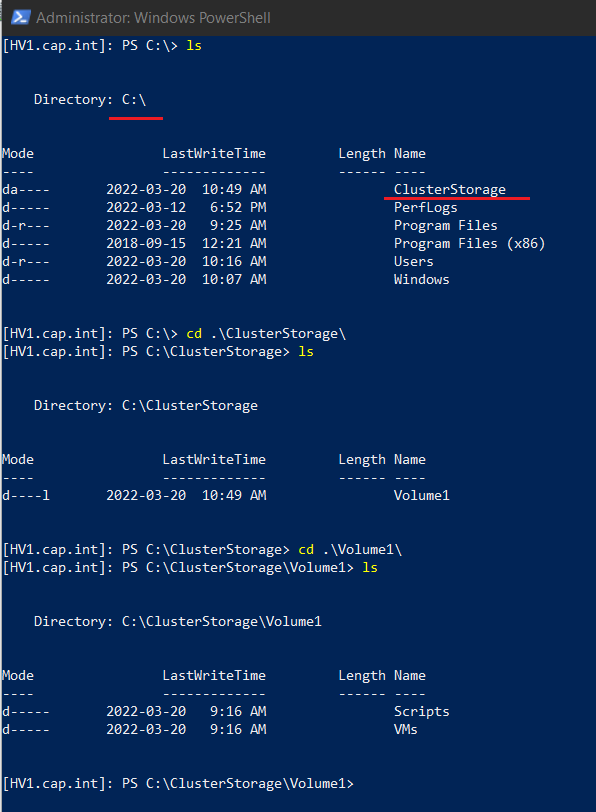 Administrator: Windows PowerShell
[HV1.cap.int]: PS C:\> ls
Directory: C:\
Mode                LastWriteTime         Length Name
----                -------------         ------ ----
da----       2022-03-20  10:49 AM                ClusterStorage
d-----       2022-03-12   6:52 PM                PerfLogs
d-r---       2022-03-20   9:25 AM                Program Files
d-----       2018-09-15  12:21 AM                Program Files (x86)
d-r---       2022-03-20  10:16 AM                Users
d-----       2022-03-20  10:07 AM                Windows
[HV1.cap.int]: PS C:\> cd .\ClusterStorage\
[HV1.cap.int]: PS C:\ClusterStorage> ls
Directory: C:\ClusterStorage
Mode                LastWriteTime         Length Name
----                -------------         ------ ----
d----l       2022-03-20  10:49 AM                Volume1
[HV1.cap.int]: PS C:\ClusterStorage> cd .\Volume1\
[HV1.cap.int]: PS C:\ClusterStorage\Volume1> ls
Directory: C:\ClusterStorage\Volume1
Mode                LastWriteTime         Length Name
----                -------------         ------ ----
d-----       2022-03-20   9:16 AM                Scripts
d-----       2022-03-20   9:16 AM                VMs
[HV1.cap.int]: PS C:\ClusterStorage\Volume1>